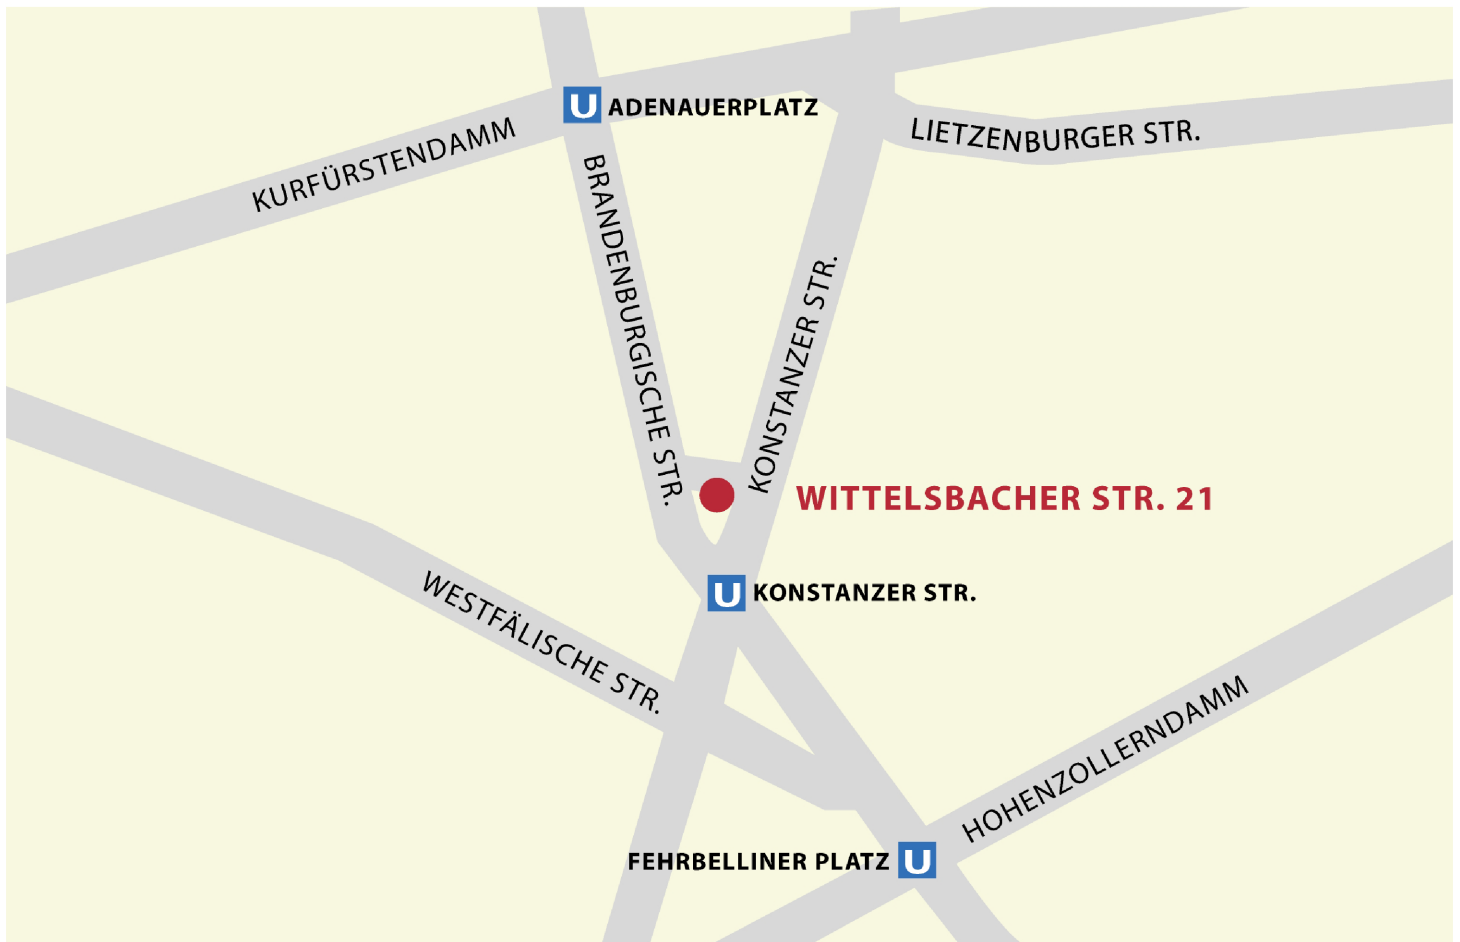 U ADENAUERPLATZ
LIETZENBURGER STR.
KURFÜRSTENDAMM
BRANDENBURGISCHE STR.
KONSTANZER STR.
WITTELSBACHER STR. 21
U KONSTANZER STR.
WESTFÄLISCHE STR.
HOHENZOLLERNDAMM
FEHRBELLINER PLATZ U